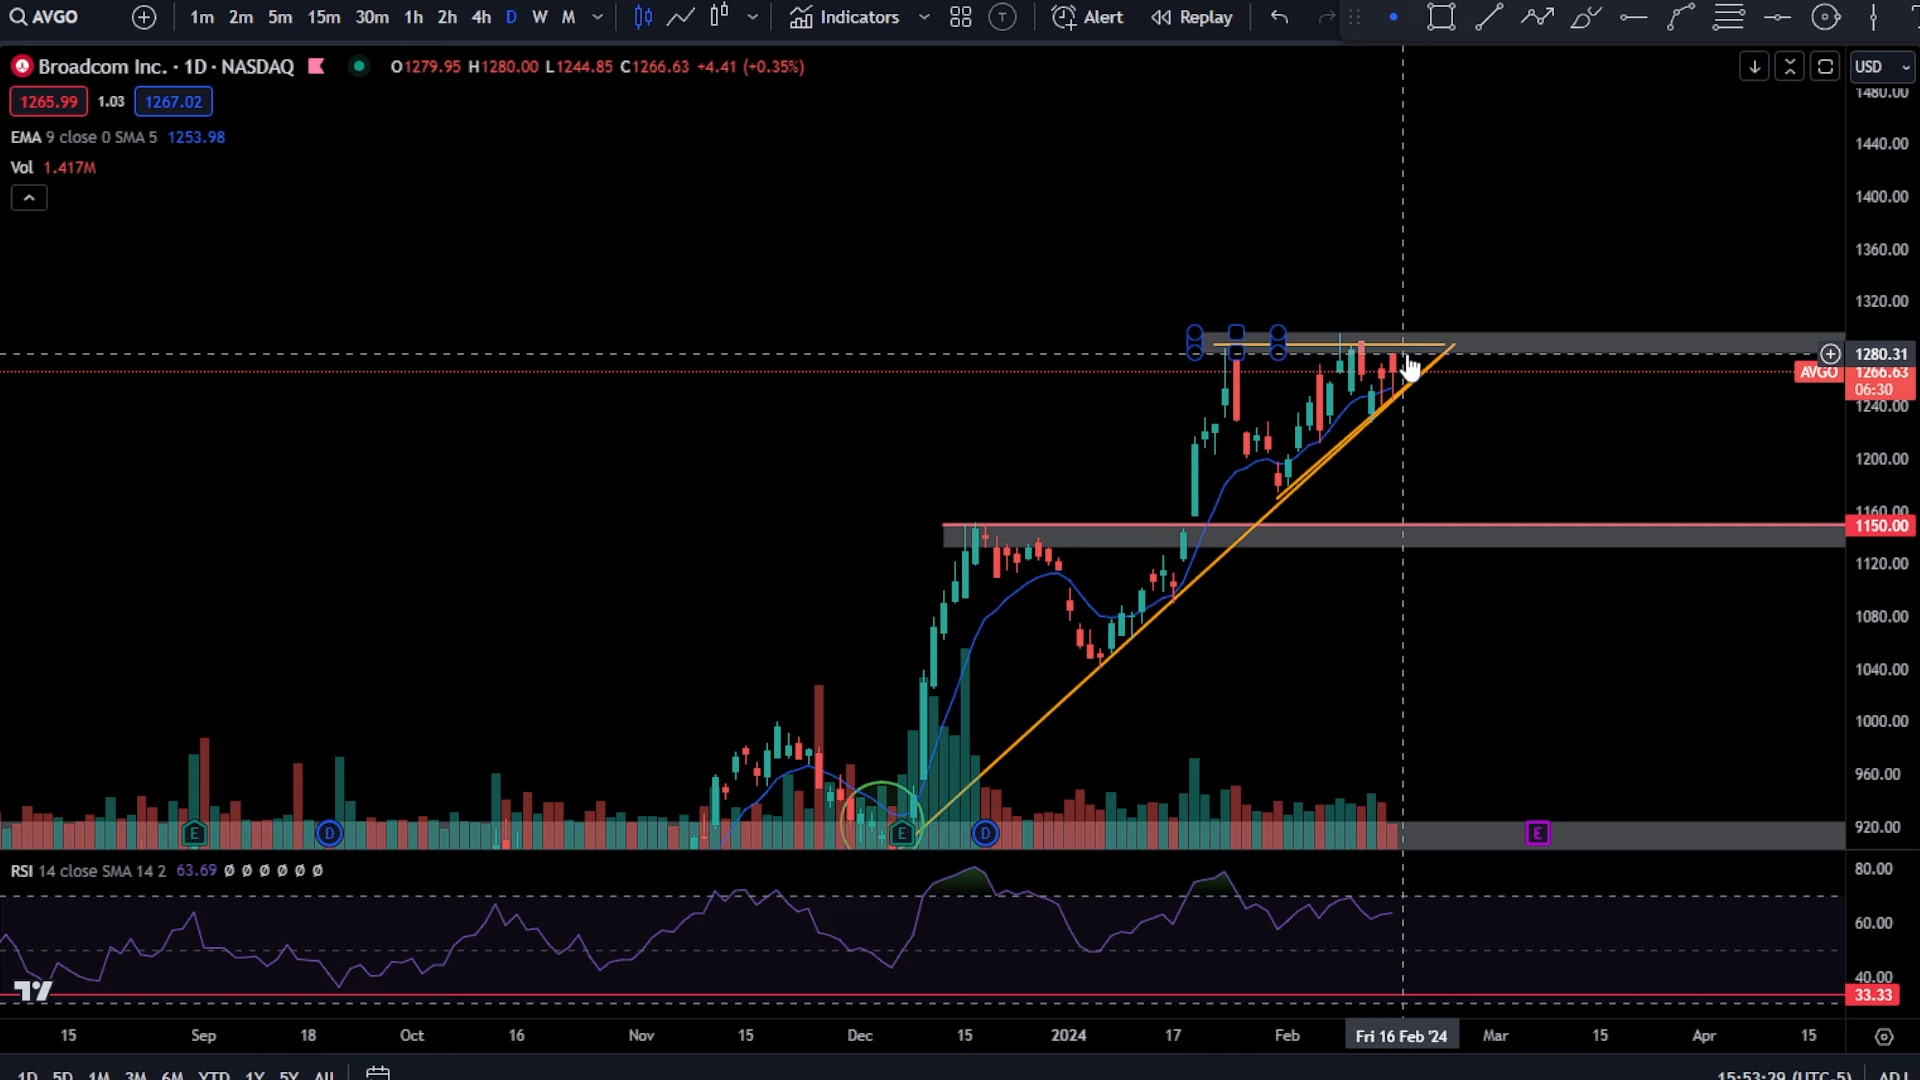 AVGO 1m 2m 5m 15m 30m 1h 2h 4h D W M Indicators T Alert Replay
Broadcom Inc. · 1D · NASDAQ O1279.95 H1280.00 L1244.85 C1266.63 +4.41 (+0.35%) USD
1265.99 1.03 1267.02
EMA 9 close 0 SMA 5 1253.98
Vol 1.417M
1480.00
1440.00
1400.00
1360.00
1320.00
1280.31
AVGO 1266.63
06:30
1240.00
1200.00
1160.00
1150.00
1120.00
1080.00
1040.00
1000.00
960.00
920.00
E D E D E
RSI 14 close SMA 14 2 63.69 Ø Ø Ø Ø Ø Ø
80.00
60.00
40.00
33.33
15 Sep 18 Oct 16 Nov 15 Dec 15 2024 17 Feb Fri 16 Feb '24 Mar 15 Apr 15
1D 5D 1M 3M 6M YTD 1Y 5Y All 15:53:29 (UTC-5) ADJ